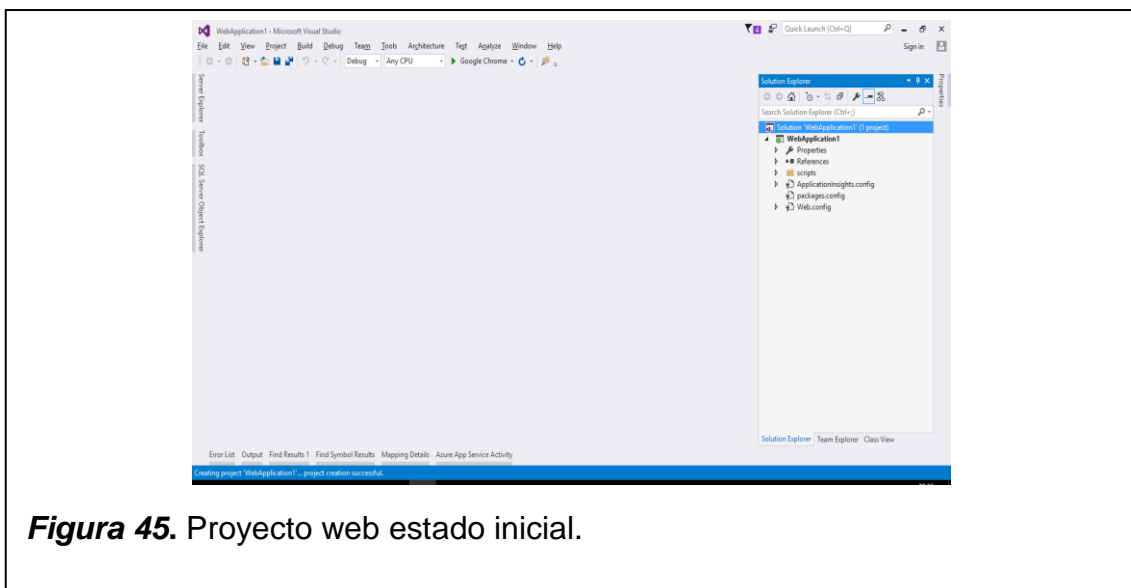 WebApplication1 - Microsoft Visual Studio
4
Quick Launch (Ctrl+Q)
File Edit View Project Build Debug Team Tools Architecture Test Analyze Window Help
Sign in
Debug Any CPU Google Chrome
Server Explorer
Toolbox
SQL Server Object Explorer
Solution Explorer
Search Solution Explorer (Ctrl+;)
Solution 'WebApplication1' (1 project)
WebApplication1
Properties
References
scripts
ApplicationInsights.config
packages.config
Web.config
Properties
Solution Explorer Team Explorer Class View
Error List Output Find Results 1 Find Symbol Results Mapping Details Azure App Service Activity
Creating project 'WebApplication1'... project creation successful.
Figura 45. Proyecto web estado inicial.